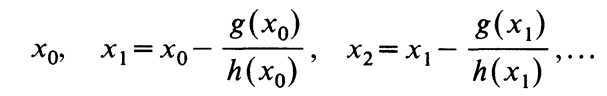 x₀, x₁ = x₀ − g(x₀)/h(x₀), x₂ = x₁ − g(x₁)/h(x₁), ...